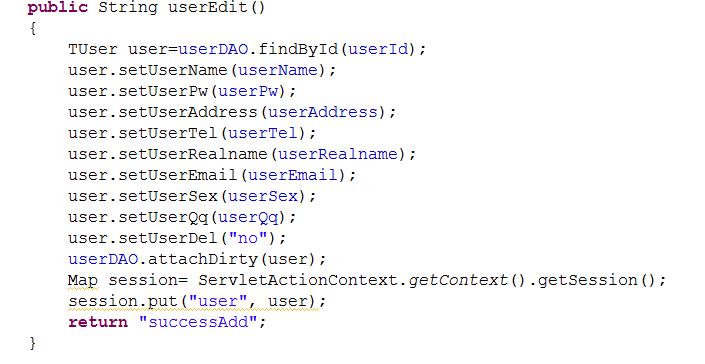 public String userEdit()
{
TUser user=userDAO.findById(userId);
user.setUserName(userName);
user.setUserPw(userPw);
user.setUserAddress(userAddress);
user.setUserTel(userTel);
user.setUserRealname(userRealname);
user.setUserEmail(userEmail);
user.setUserSex(userSex);
user.setUserQq(userQq);
user.setUserDel("no");
userDAO.attachDirty(user);
Map session= ServletActionContext.getContext().getSession();
session.put("user", user);
return "successAdd";
}